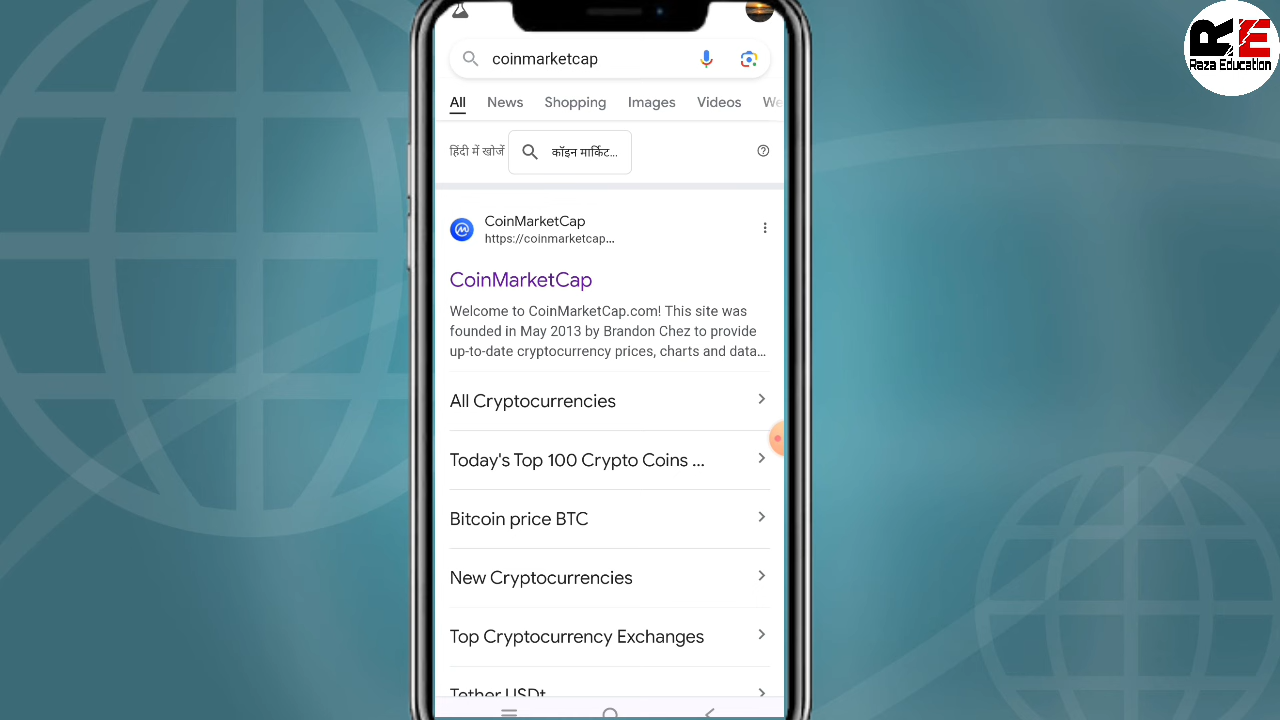 RE
Raza Education
coinmarketcap
All News Shopping Images Videos We
हिंदी में खोजें कॉइन मार्किट...
CoinMarketCap
https://coinmarketcap...
CoinMarketCap
Welcome to CoinMarketCap.com! This site was
founded in May 2013 by Brandon Chez to provide
up-to-date cryptocurrency prices, charts and data...
All Cryptocurrencies
Today's Top 100 Crypto Coins ...
Bitcoin price BTC
New Cryptocurrencies
Top Cryptocurrency Exchanges
Tether USDt